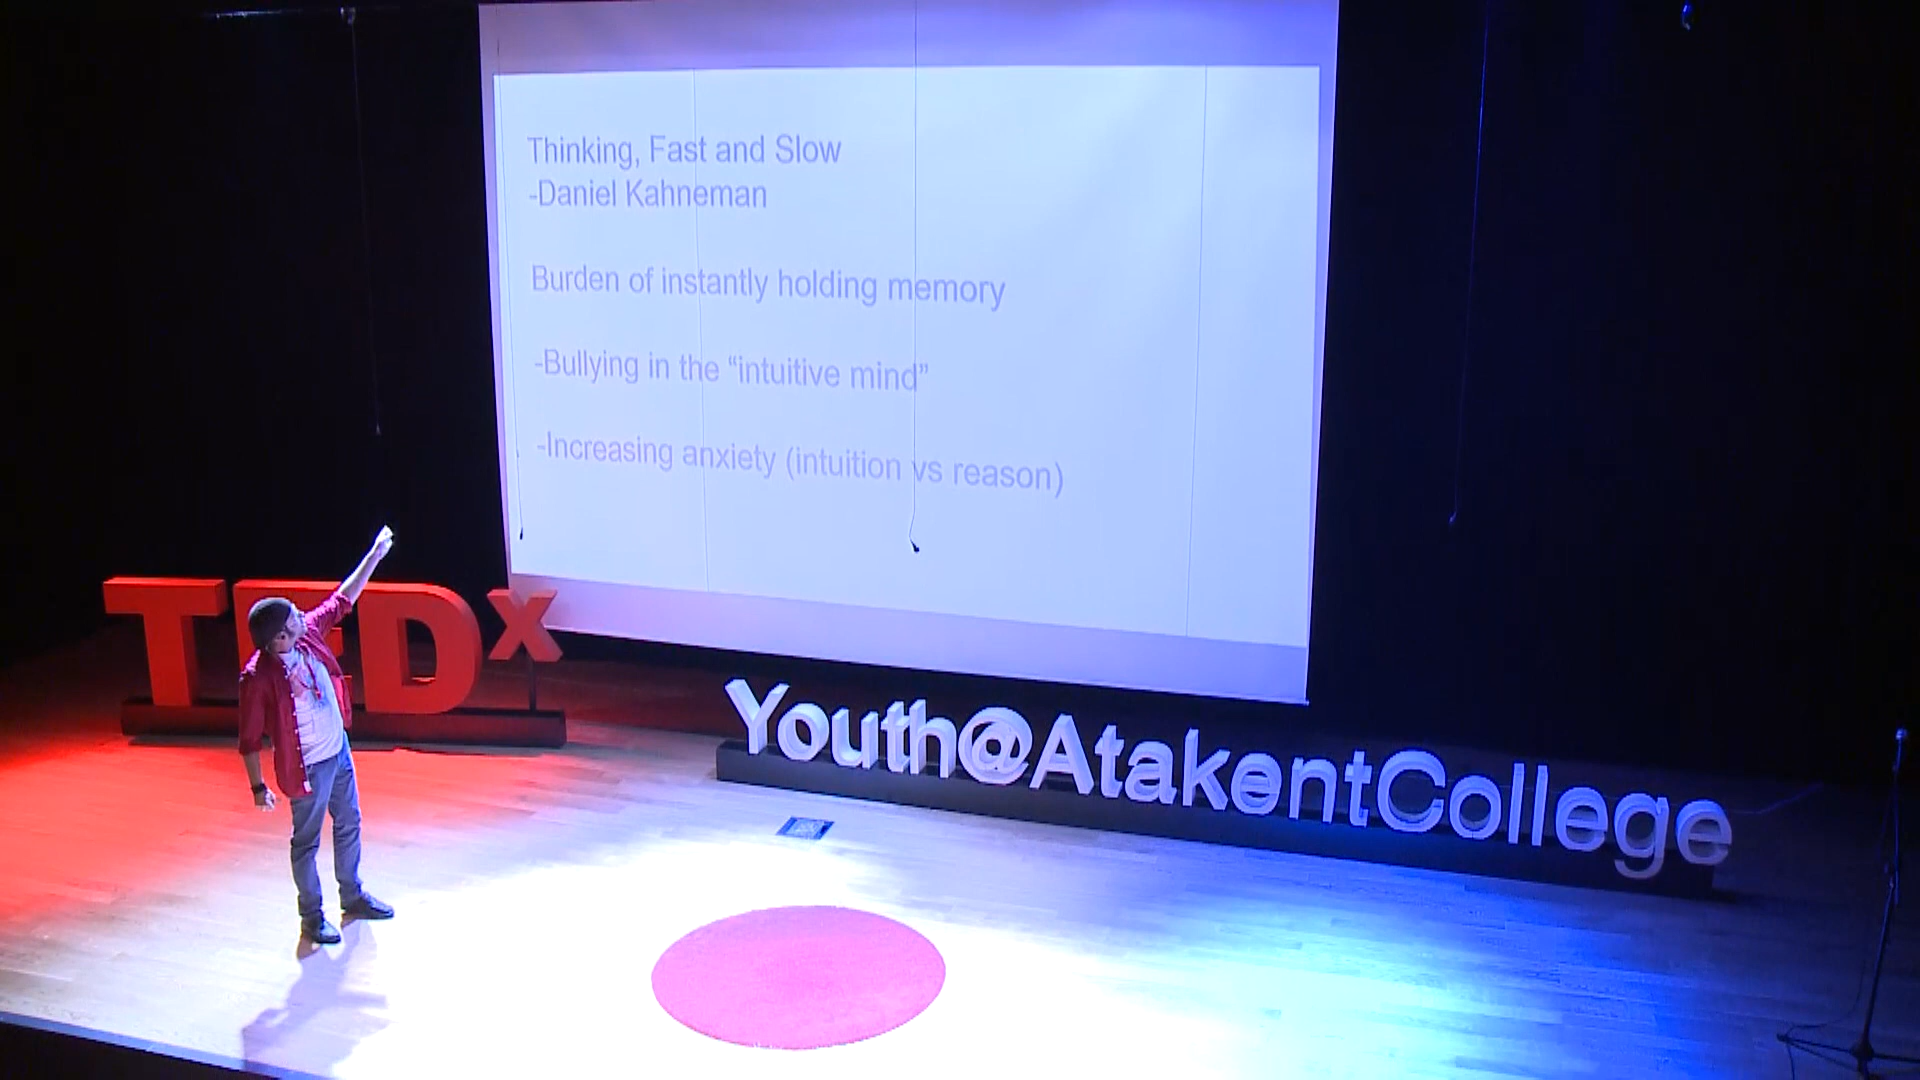 Thinking, Fast and Slow
-Daniel Kahneman
Burden of instantly holding memory
-Bullying in the “intuitive mind”
-Increasing anxiety (intuition vs reason)
TEDx
Youth@AtakentCollege